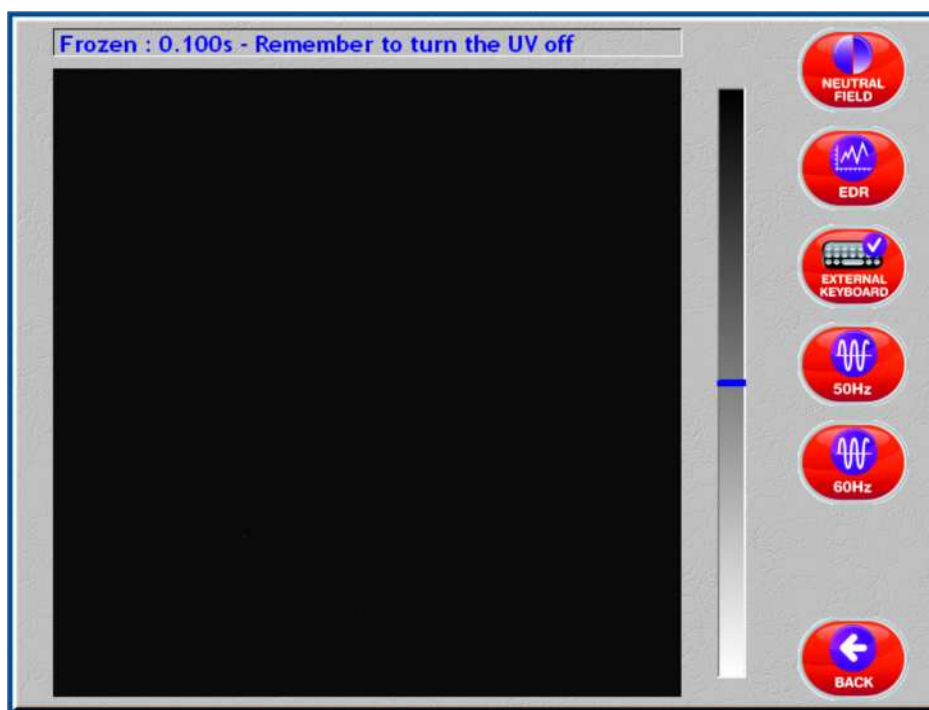 Frozen : 0.100s - Remember to turn the UV off
NEUTRAL
FIELD
EDR
EXTERNAL
KEYBOARD
50Hz
60Hz
BACK